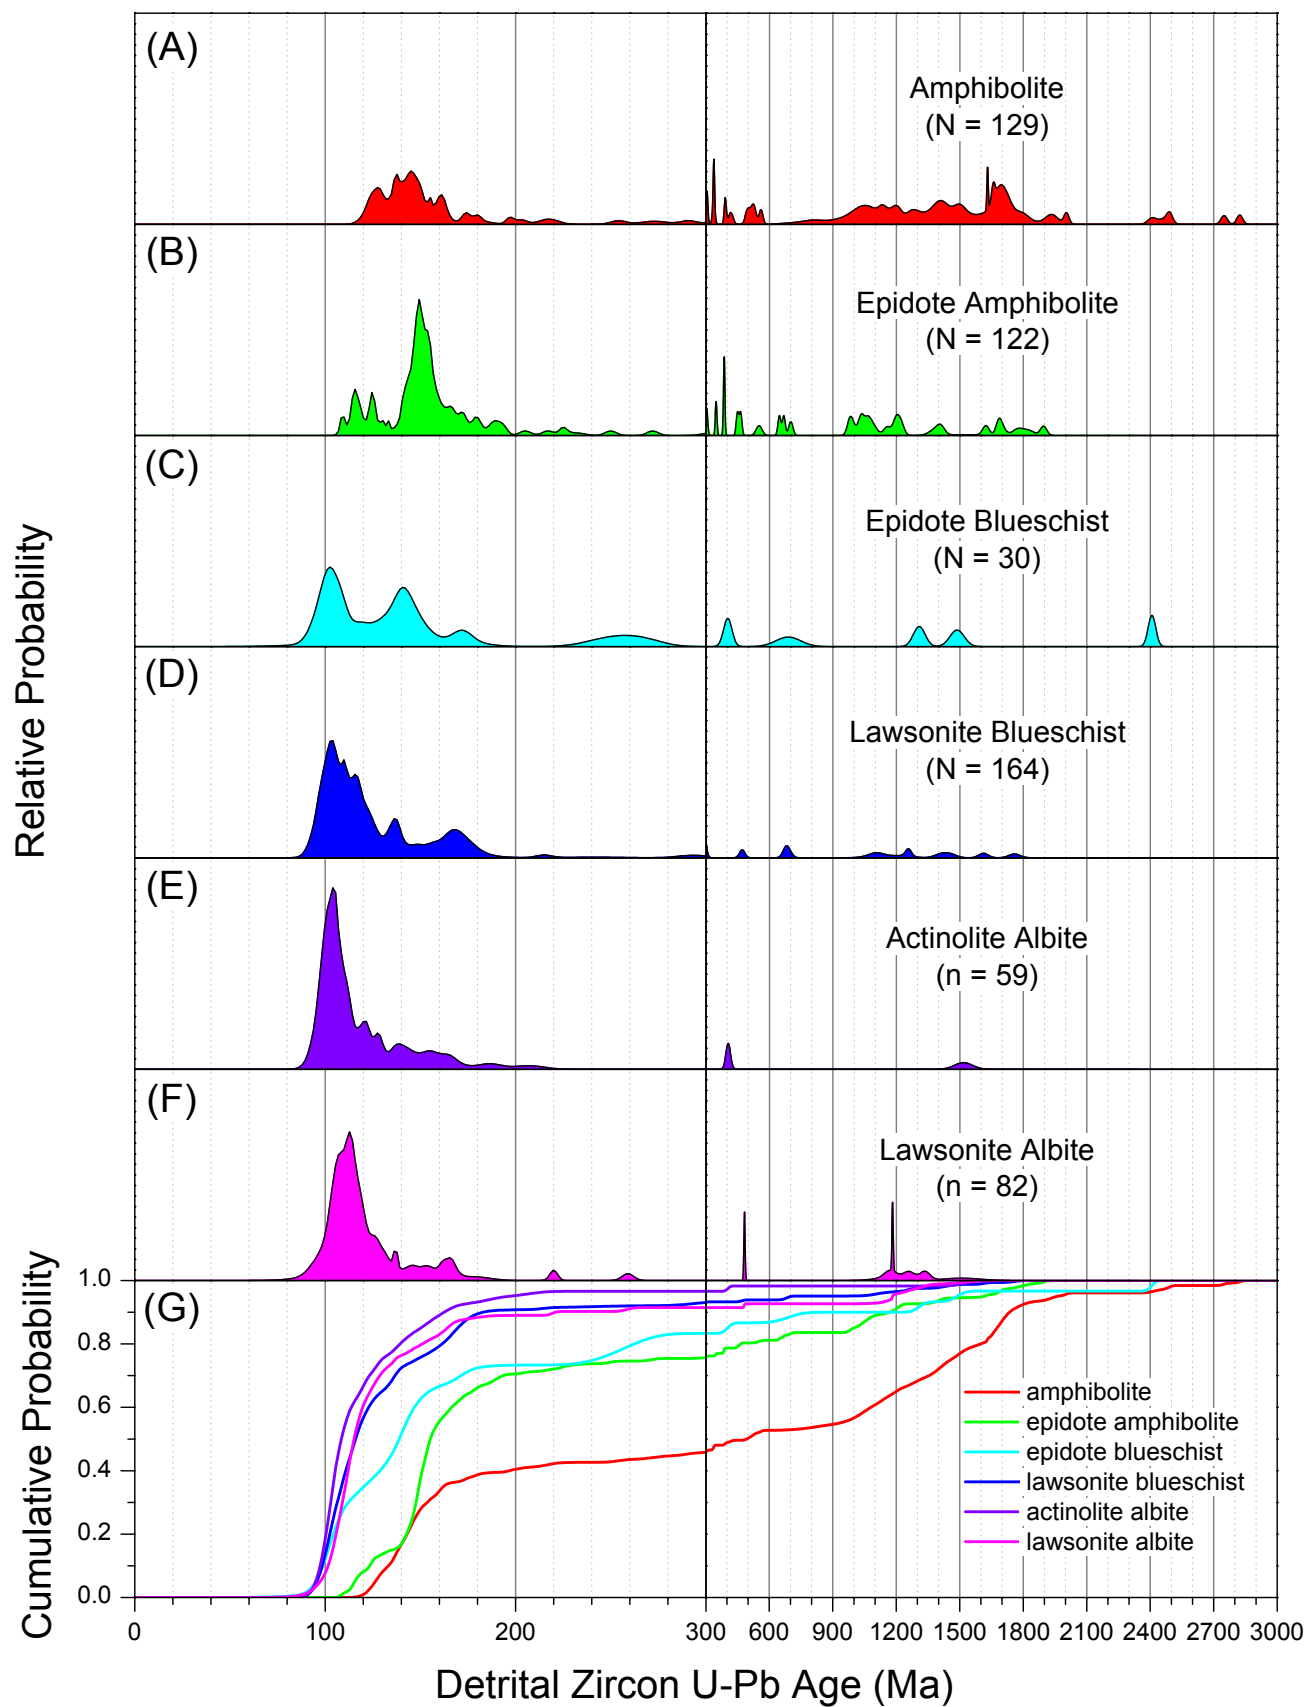 (A)
Amphibolite
(N = 129)
(B)
Epidote Amphibolite
(N = 122)
(C)
Epidote Blueschist
(N = 30)
(D)
Lawsonite Blueschist
(N = 164)
(E)
Actinolite Albite
(n = 59)
(F)
Lawsonite Albite
(n = 82)
Relative Probability
(G)
Cumulative Probability
1.0
0.8
0.6
0.4
0.2
0.0
amphibolite
epidote amphibolite
epidote blueschist
lawsonite blueschist
actinolite albite
lawsonite albite
0 100 200 300 600 900 1200 1500 1800 2100 2400 2700 3000
Detrital Zircon U-Pb Age (Ma)